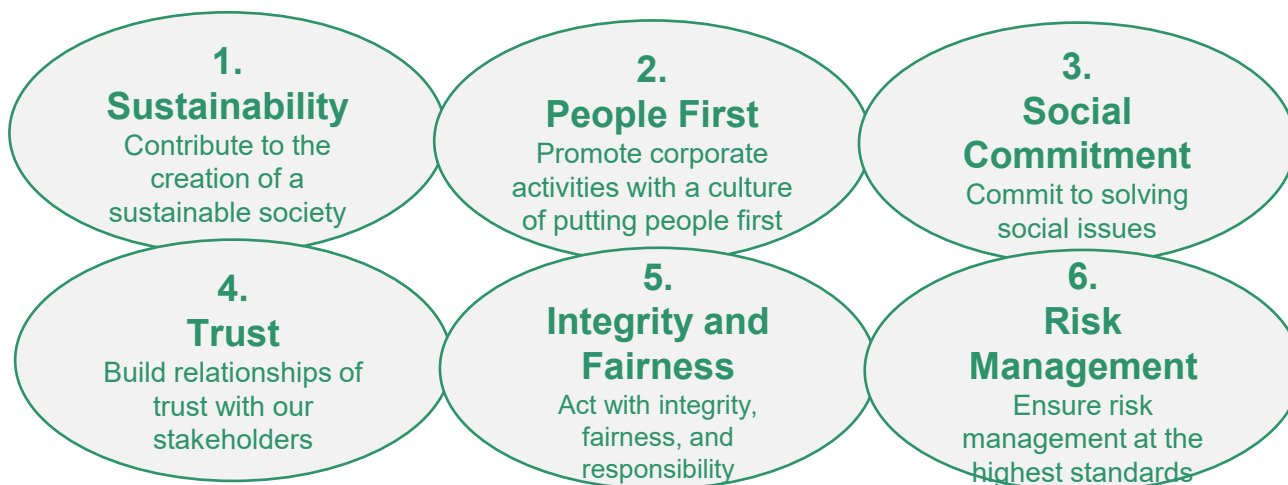 1.
Sustainability
Contribute to the
creation of a
sustainable society
2.
People First
Promote corporate
activities with a culture
of putting people first
3.
Social
Commitment
Commit to solving
social issues
4.
Trust
Build relationships of
trust with our
stakeholders
5.
Integrity and
Fairness
Act with integrity,
fairness, and
responsibility
6.
Risk
Management
Ensure risk
management at the
highest standards